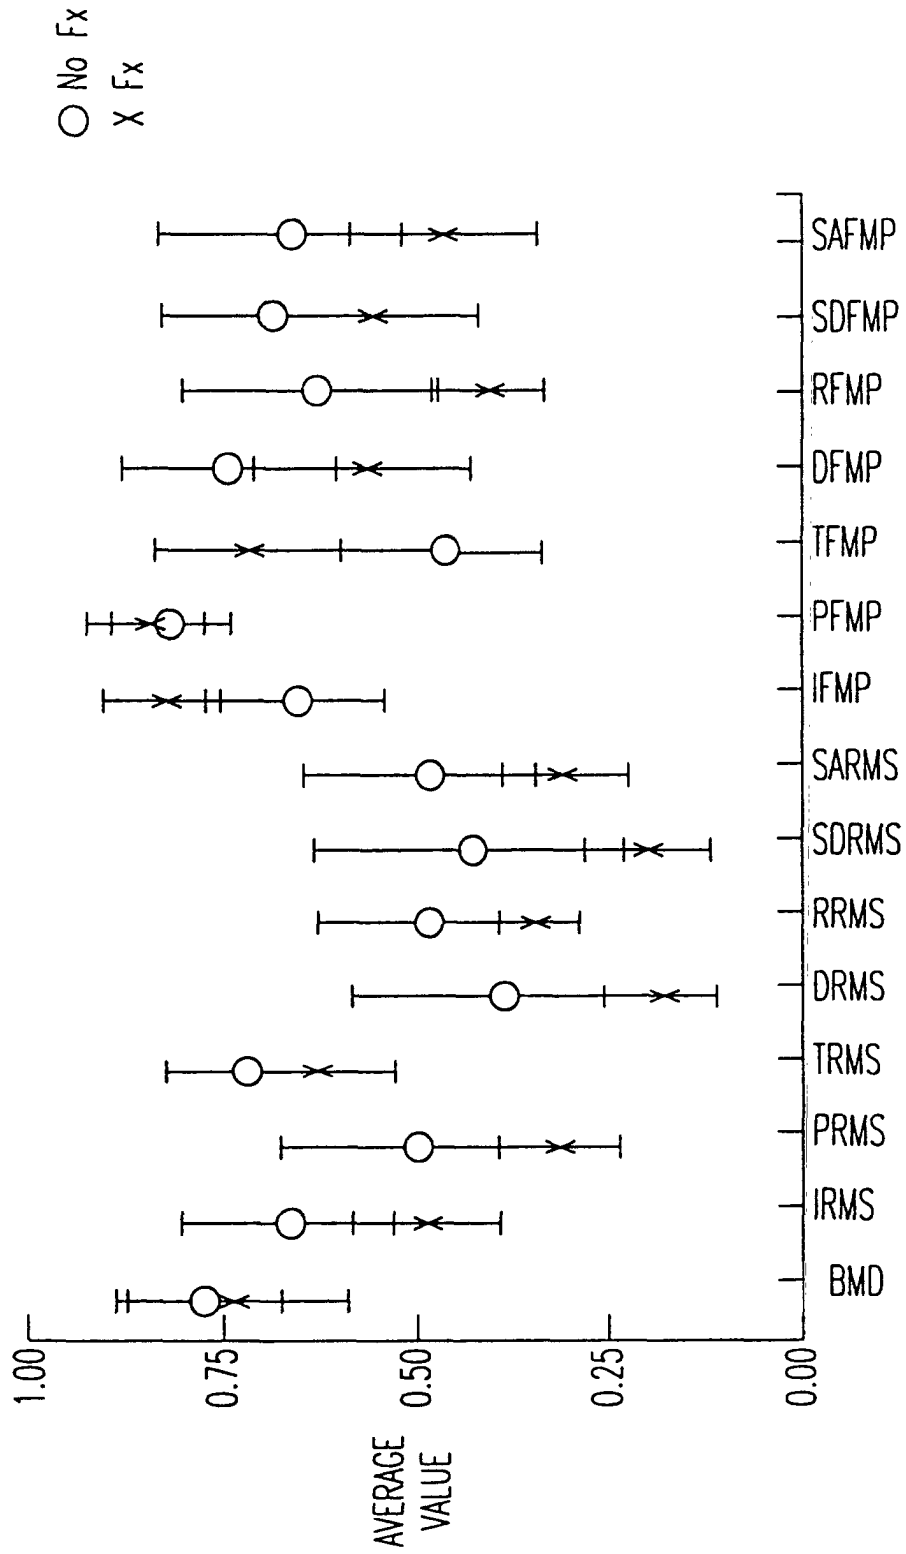 ○ No Fx
X Fx
AVERAGE
VALUE
1.00
0.75
0.50
0.25
0.00
BMD
IRMS
PRMS
TRMS
DRMS
RRMS
SDRMS
SARMS
IFMP
PFMP
TFMP
DFMP
RFMP
SDFMP
SAFMP